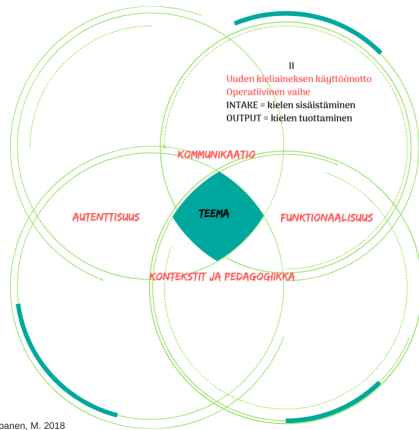 II
Uuden kieliaineksen käyttöönotto
Operatiivinen vaihe
INTAKE = kielen sisäistäminen
OUTPUT = kielen tuottaminen
KOMMUNIKAATIO
AUTENTTISUUS
TEEMA
FUNKTIONAALISUUS
KONTEKSTIT JA PEDAGOGIIKKA
panen, M. 2018